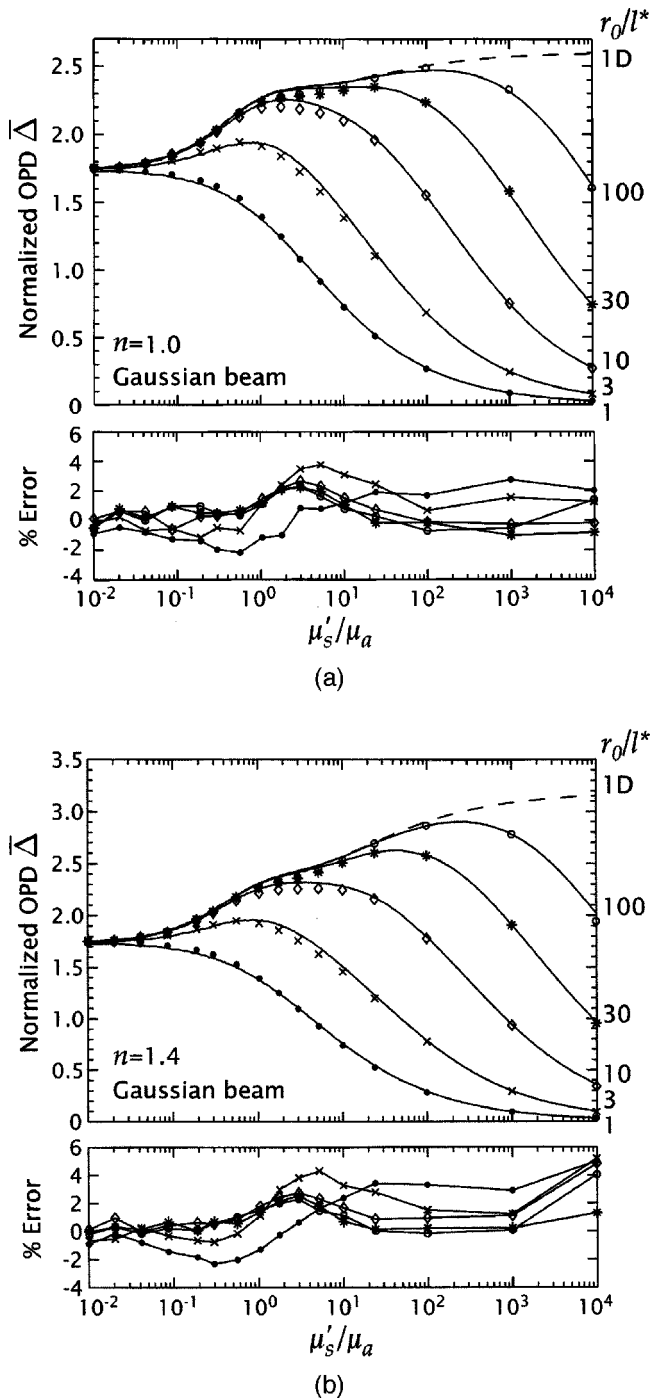 r₀/l*
2.5
2.0
1.5
1.0
0.5
0
Normalized OPD Δ̅
1D
100
30
10
3
1
n=1.0
Gaussian beam
6
4
2
0
-2
-4
% Error
10⁻² 10⁻¹ 10⁰ 10¹ 10² 10³ 10⁴
μ′ₛ/μₐ
(a)
r₀/l*
3.5
3.0
2.5
2.0
1.5
1.0
0.5
0
Normalized OPD Δ̅
1D
100
30
10
3
1
n=1.4
Gaussian beam
6
4
2
0
-2
-4
% Error
10⁻² 10⁻¹ 10⁰ 10¹ 10² 10³ 10⁴
μ′ₛ/μₐ
(b)